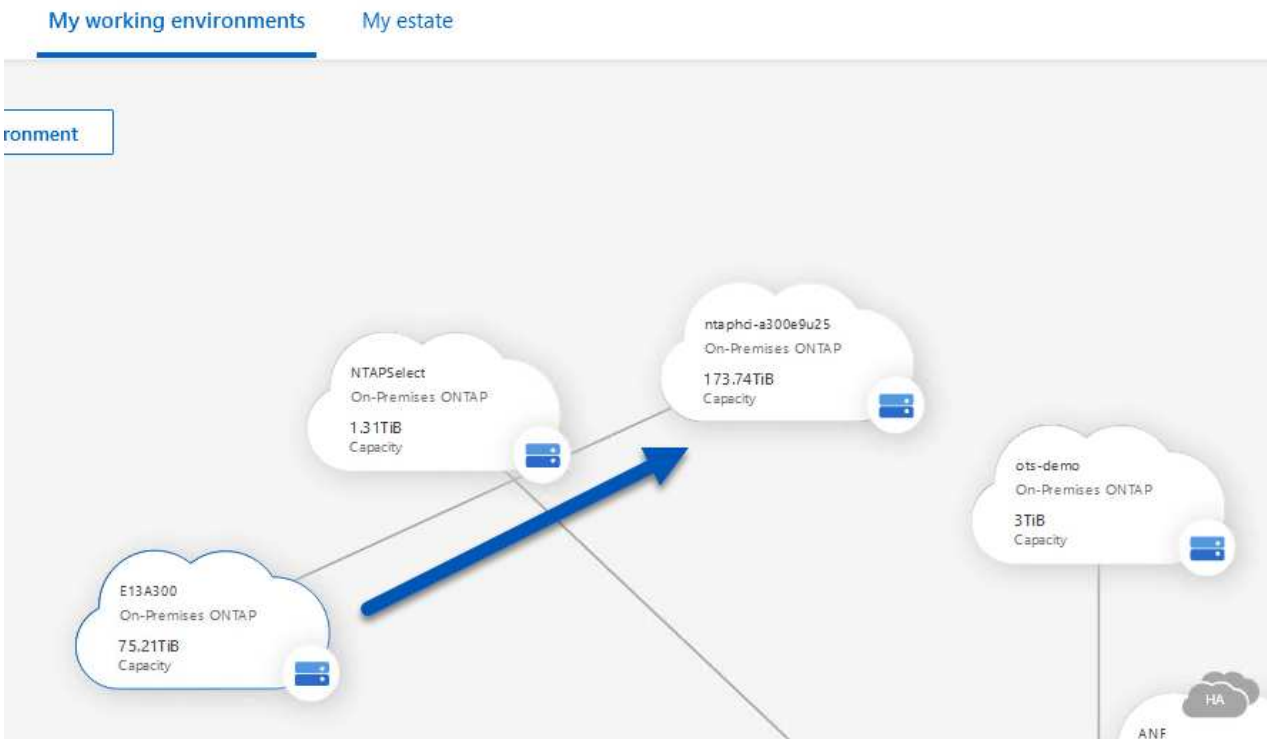 My working environments
My estate
ronment
ntaphci-a300e9u25
On-Premises ONTAP
173.74TiB
Capacity
NTAPSelect
On-Premises ONTAP
1.31TiB
Capacity
ots-demo
On-Premises ONTAP
3TiB
Capacity
E13A300
On-Premises ONTAP
75.21TiB
Capacity
HA
ANF